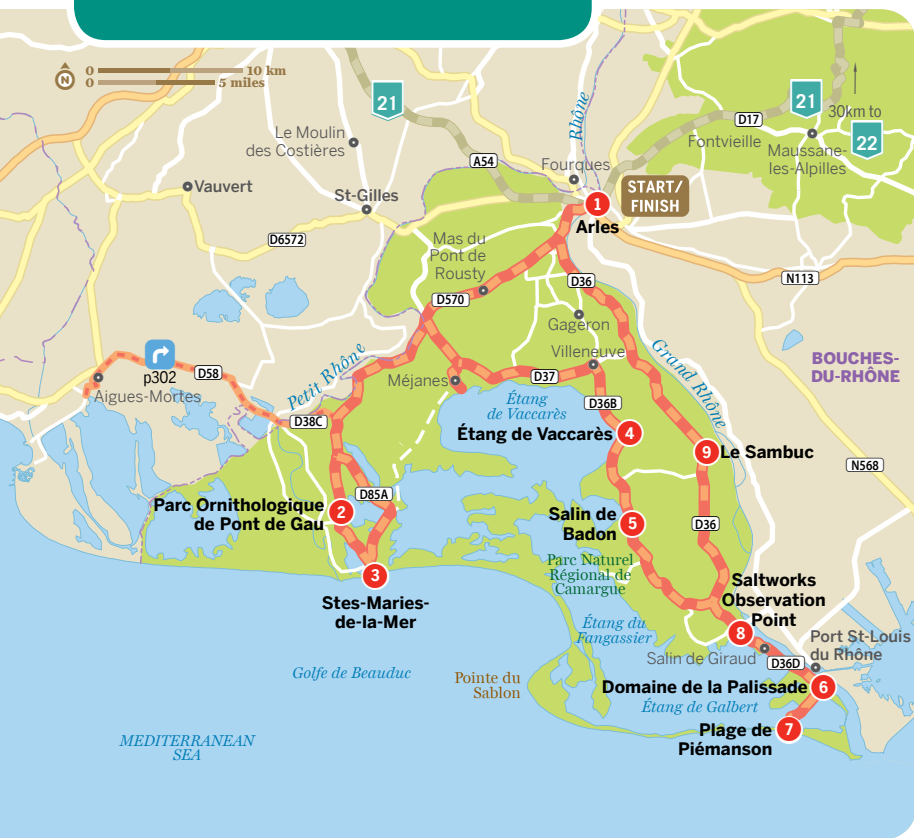 0 10 km
0 5 miles
N
21
21
30km to
22
D17
Rhône
Fontvieille
Maussane-
les-Alpilles
Le Moulin
des Costières
A54
Fourques
Vauvert
St-Gilles
START/
FINISH
1
Arles
D6572
Mas du
Pont de
Rousty
D36
N113
D570
Gageron
Villeneuve
Grand Rhône
BOUCHES-
DU-RHÔNE
p302
D58
Aigues-Mortes
Petit Rhône
Méjanes
D37
Étang
de Vaccarès
D36B
D38C
Étang de Vaccarès
4
9
Le Sambuc
N568
D85A
Parc Ornithologique
de Pont de Gau
2
Salin de
Badon
5
D36
3
Stes-Maries-
de-la-Mer
Parc Naturel
Régional de
Camargue
Saltworks
Observation
Point
8
Étang du
Fangassier
Salin de Giraud
D36D
Port St-Louis
du Rhône
Golfe de Beauduc
Pointe du
Sablon
Domaine de la Palissade
6
Étang de Galbert
Plage de
Piémanson
7
MEDITERRANEAN
SEA